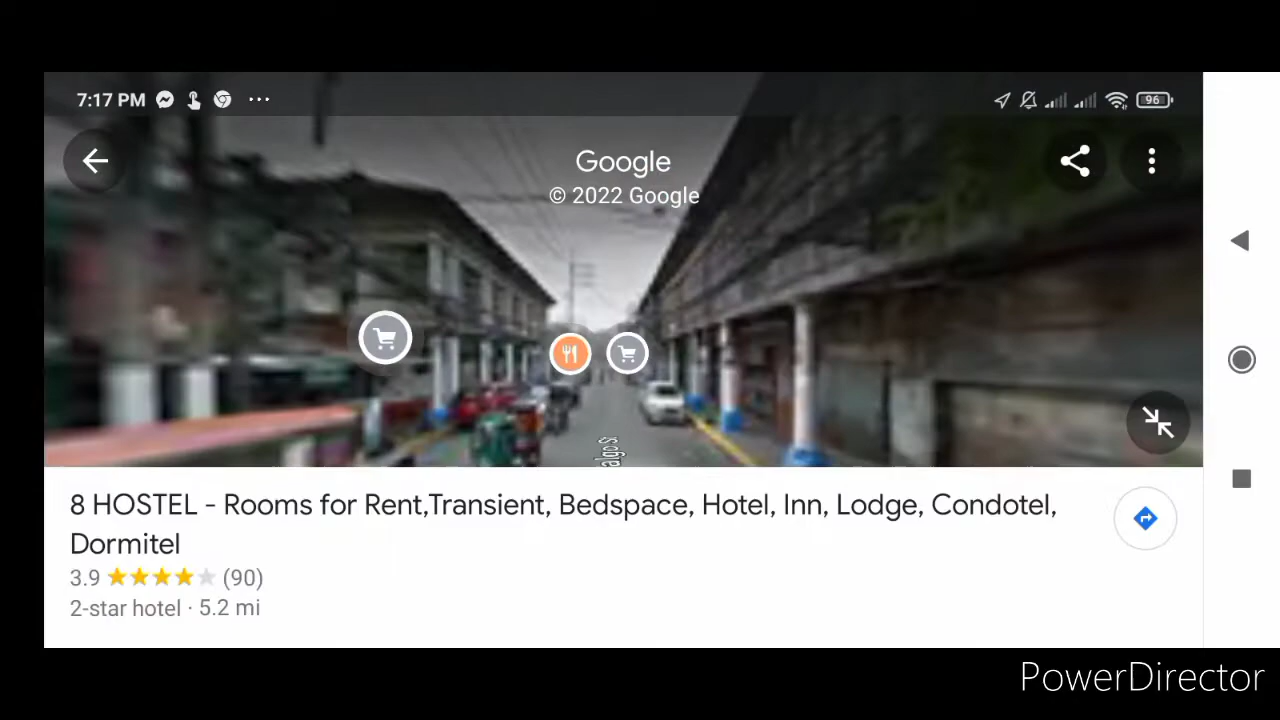 7:17 PM
96
Google
© 2022 Google
8 HOSTEL - Rooms for Rent,Transient, Bedspace, Hotel, Inn, Lodge, Condotel,
Dormitel
3.9 (90)
2-star hotel · 5.2 mi
PowerDirector